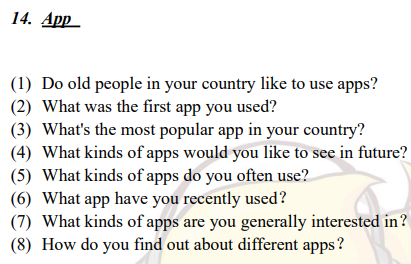 14. App
(1) Do old people in your country like to use apps?
(2) What was the first app you used?
(3) What's the most popular app in your country?
(4) What kinds of apps would you like to see in future?
(5) What kinds of apps do you often use?
(6) What app have you recently used?
(7) What kinds of apps are you generally interested in?
(8) How do you find out about different apps?